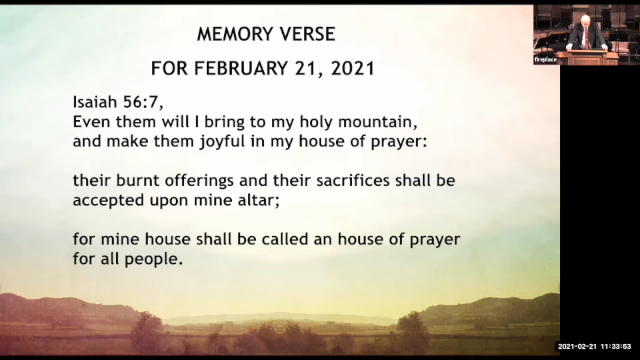 MEMORY VERSE
FOR FEBRUARY 21, 2021
Isaiah 56:7,
Even them will I bring to my holy mountain,
and make them joyful in my house of prayer:
their burnt offerings and their sacrifices shall be
accepted upon mine altar;
for mine house shall be called an house of prayer
for all people.
fireplace
2021-02-21 11:33:53